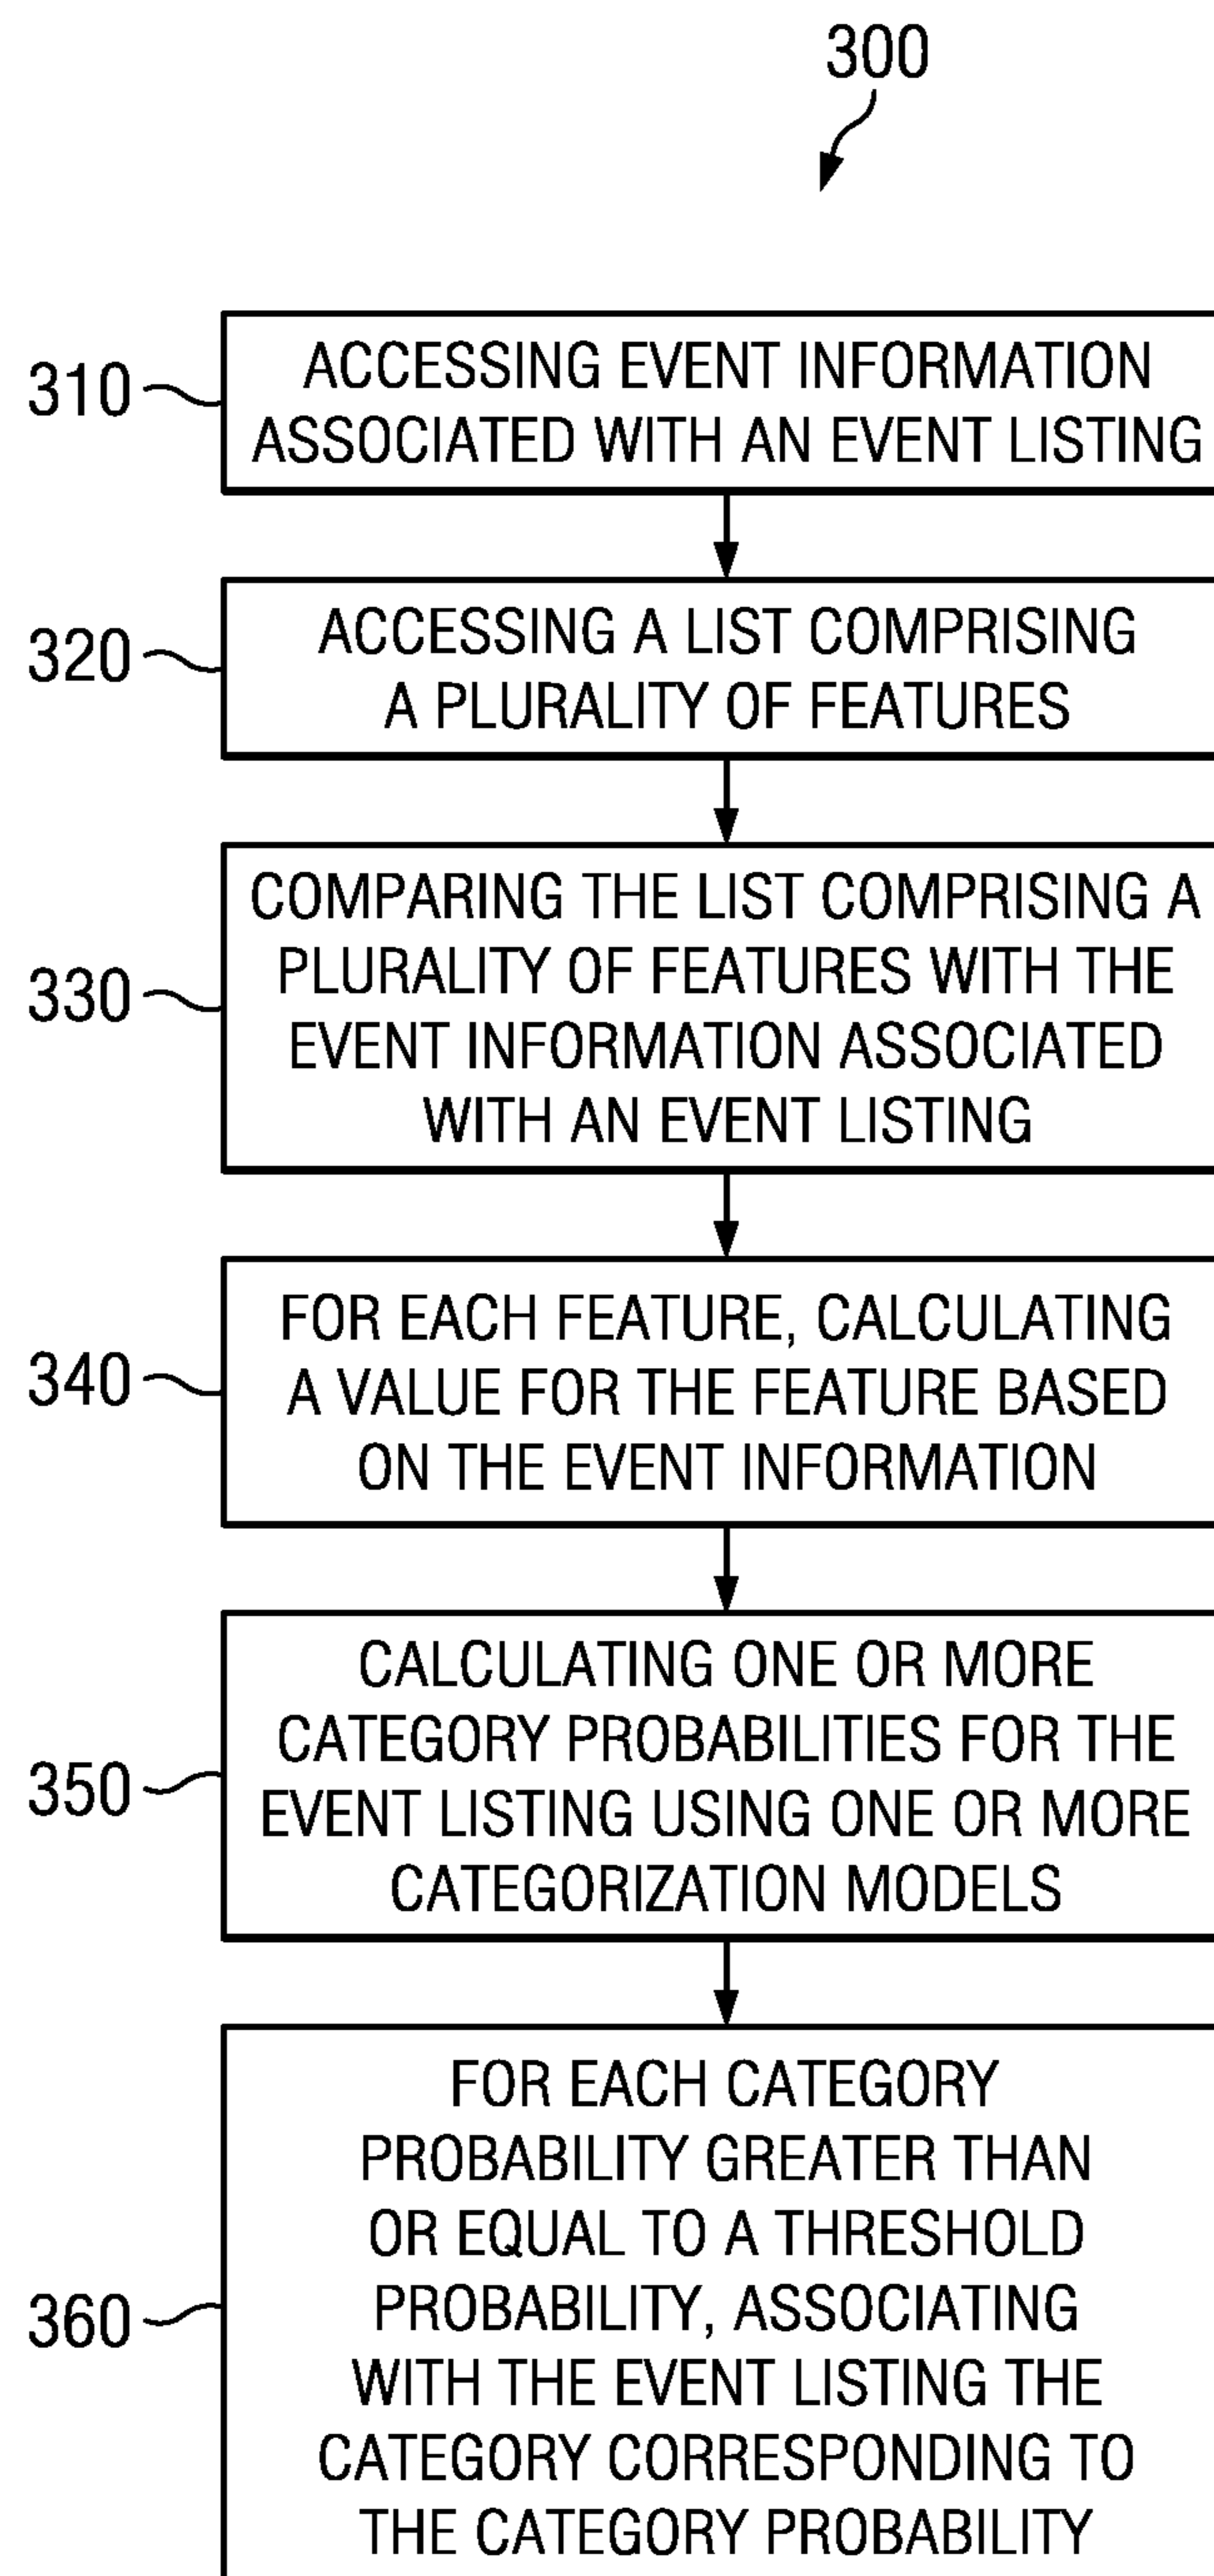 300
310
ACCESSING EVENT INFORMATION
ASSOCIATED WITH AN EVENT LISTING
320
ACCESSING A LIST COMPRISING
A PLURALITY OF FEATURES
330
COMPARING THE LIST COMPRISING A
PLURALITY OF FEATURES WITH THE
EVENT INFORMATION ASSOCIATED
WITH AN EVENT LISTING
340
FOR EACH FEATURE, CALCULATING
A VALUE FOR THE FEATURE BASED
ON THE EVENT INFORMATION
350
CALCULATING ONE OR MORE
CATEGORY PROBABILITIES FOR THE
EVENT LISTING USING ONE OR MORE
CATEGORIZATION MODELS
360
FOR EACH CATEGORY
PROBABILITY GREATER THAN
OR EQUAL TO A THRESHOLD
PROBABILITY, ASSOCIATING
WITH THE EVENT LISTING THE
CATEGORY CORRESPONDING TO
THE CATEGORY PROBABILITY